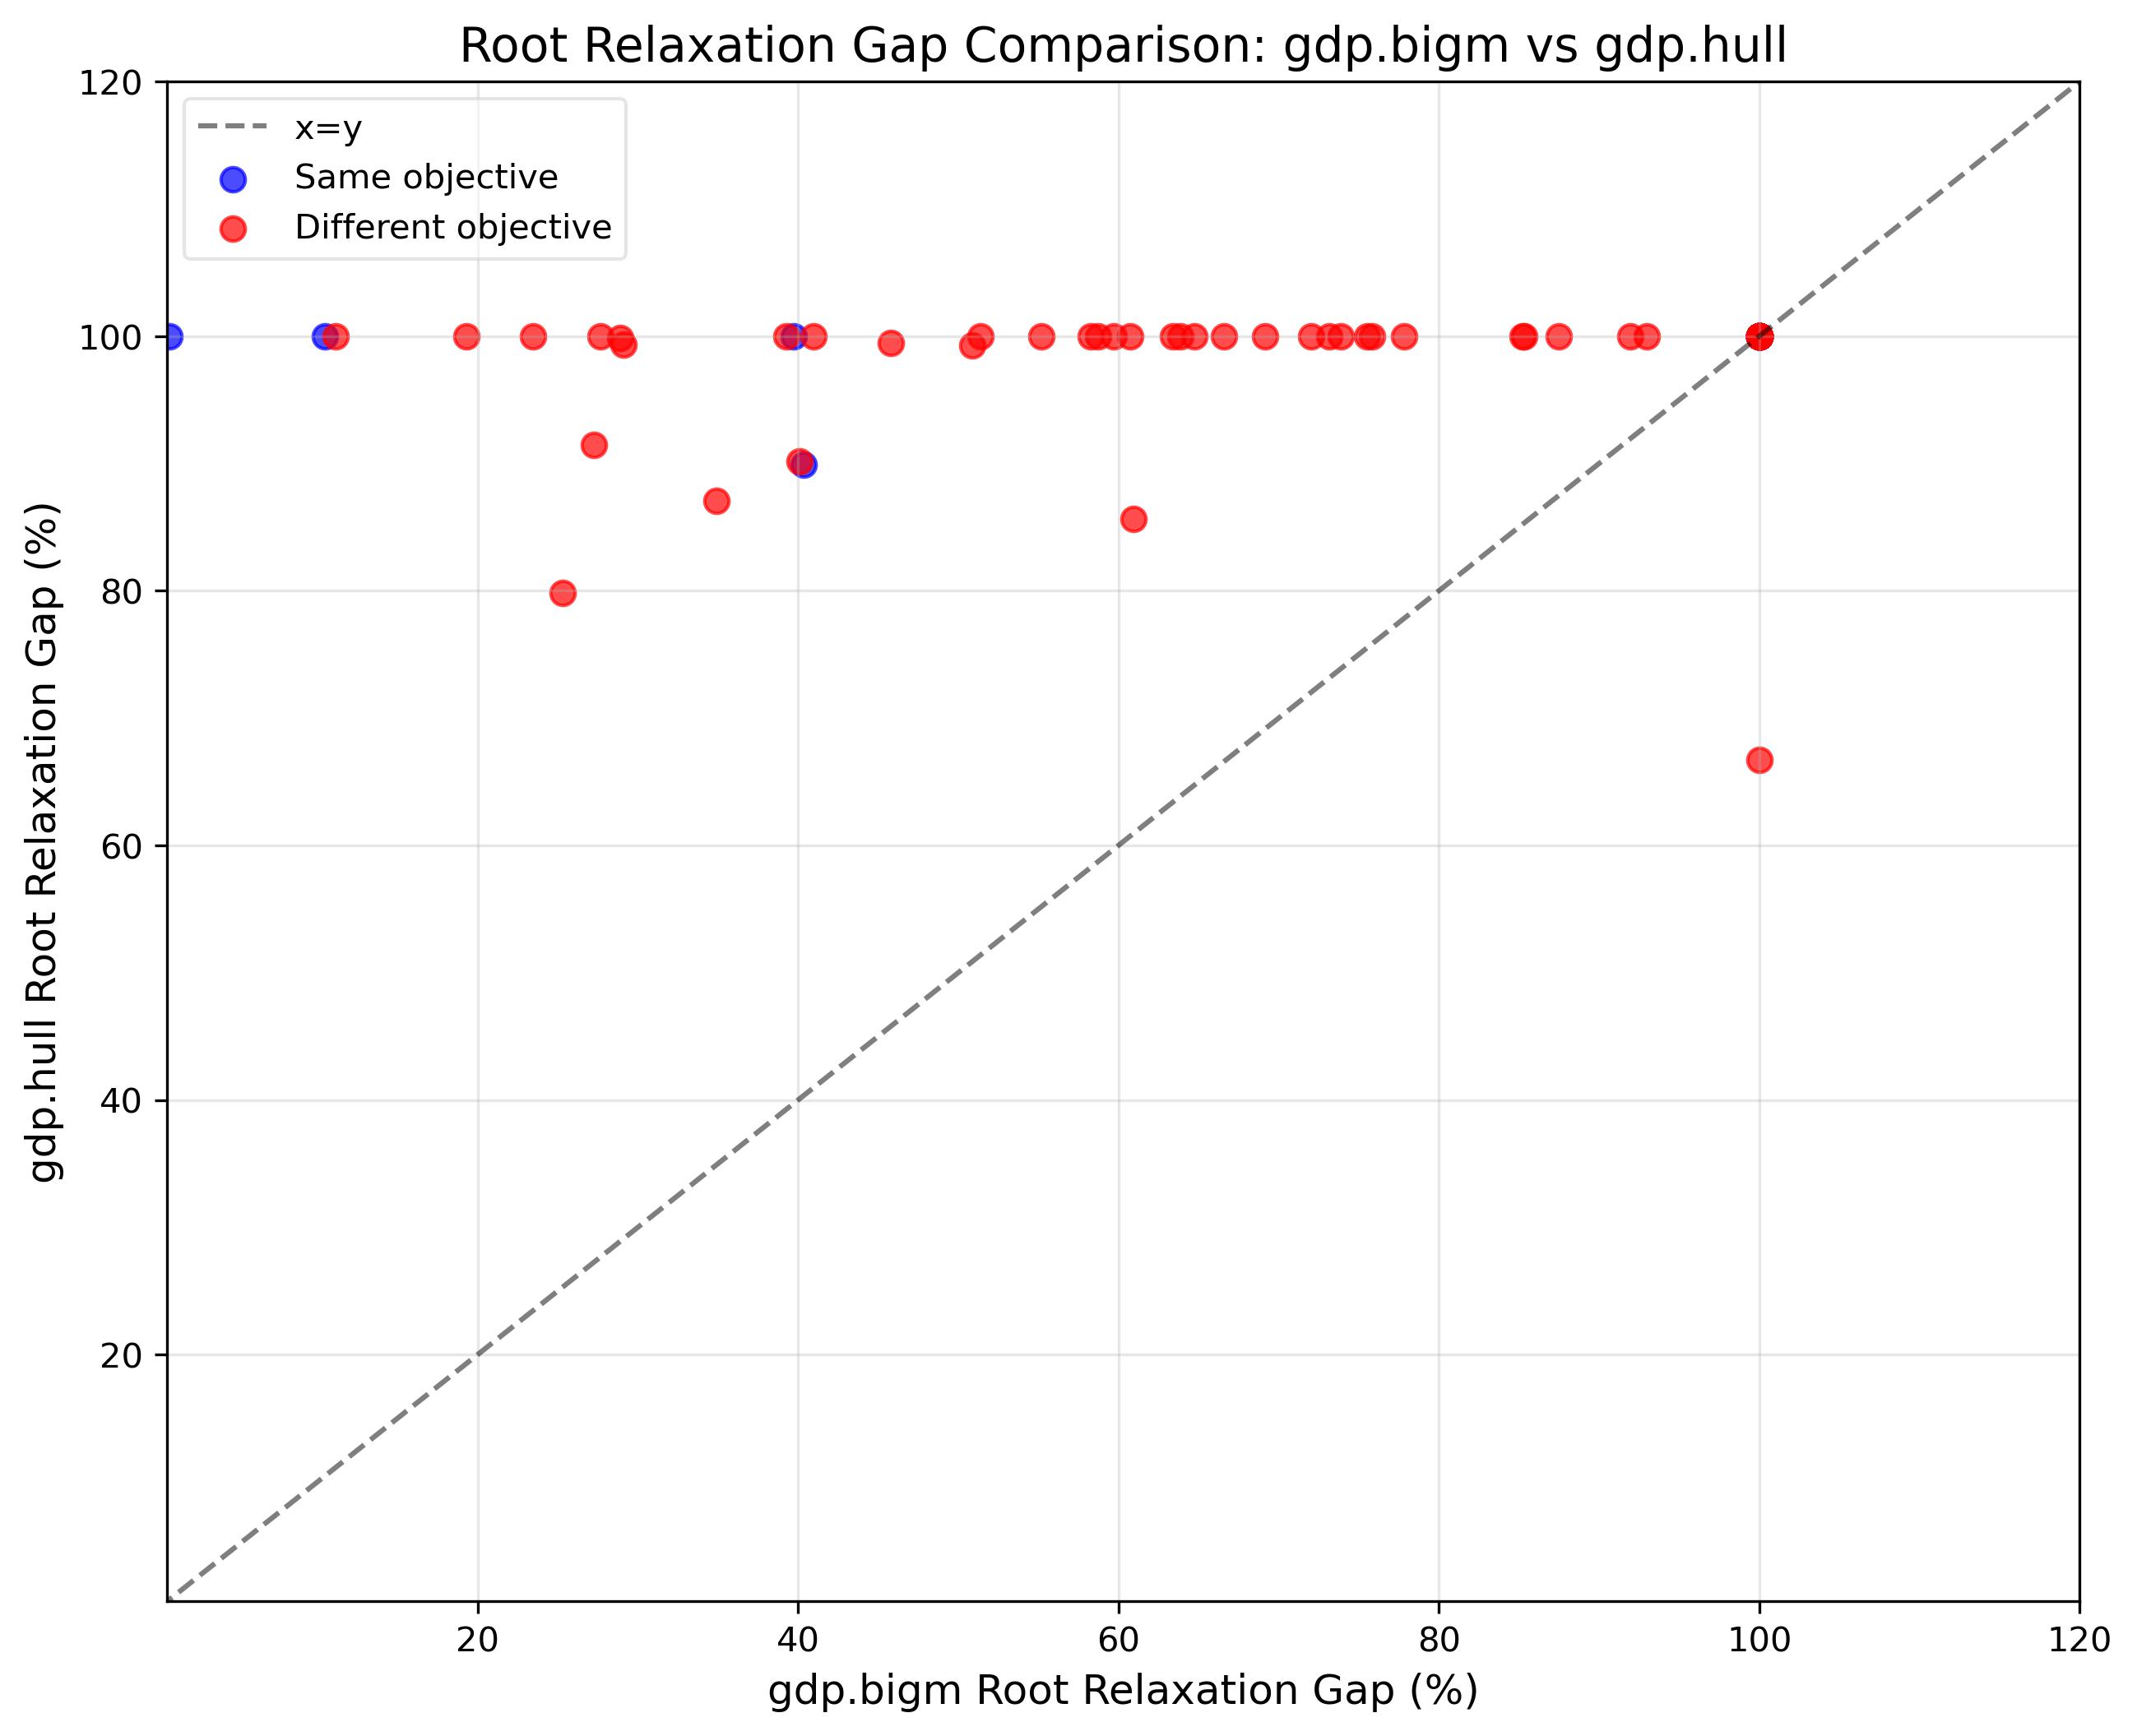 Root Relaxation Gap Comparison: gdp.bigm vs gdp.hull
x=y
Same objective
Different objective
gdp.hull Root Relaxation Gap (%)
120
100
80
60
40
20
20
40
60
80
100
120
gdp.bigm Root Relaxation Gap (%)